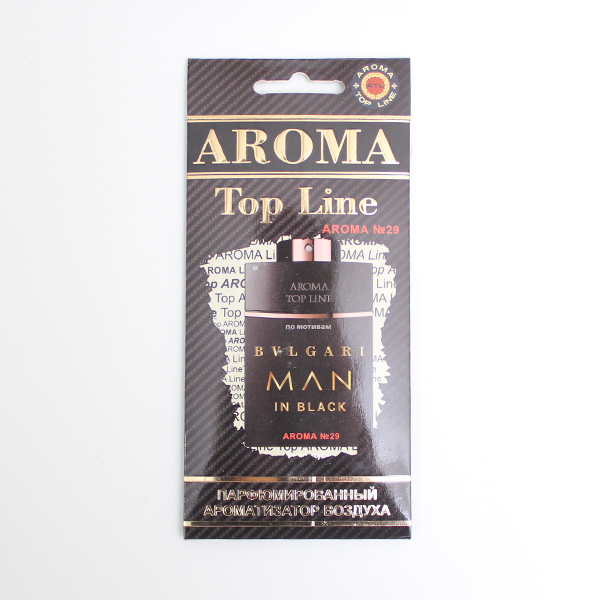 AROMA
ATL
TOP LINE
AROMA
Top Line
AROMA №29
AROMA
TOP LINE
по мотивам
BVLGARI
MAN
IN BLACK
AROMA №29
ПАРФЮМИРОВАННЫЙ
АРОМАТИЗАТОР ВОЗДУХА